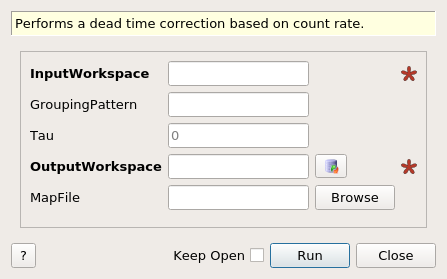 Performs a dead time correction based on count rate.
InputWorkspace
GroupingPattern
Tau 0
OutputWorkspace
MapFile Browse
? Keep Open Run Close